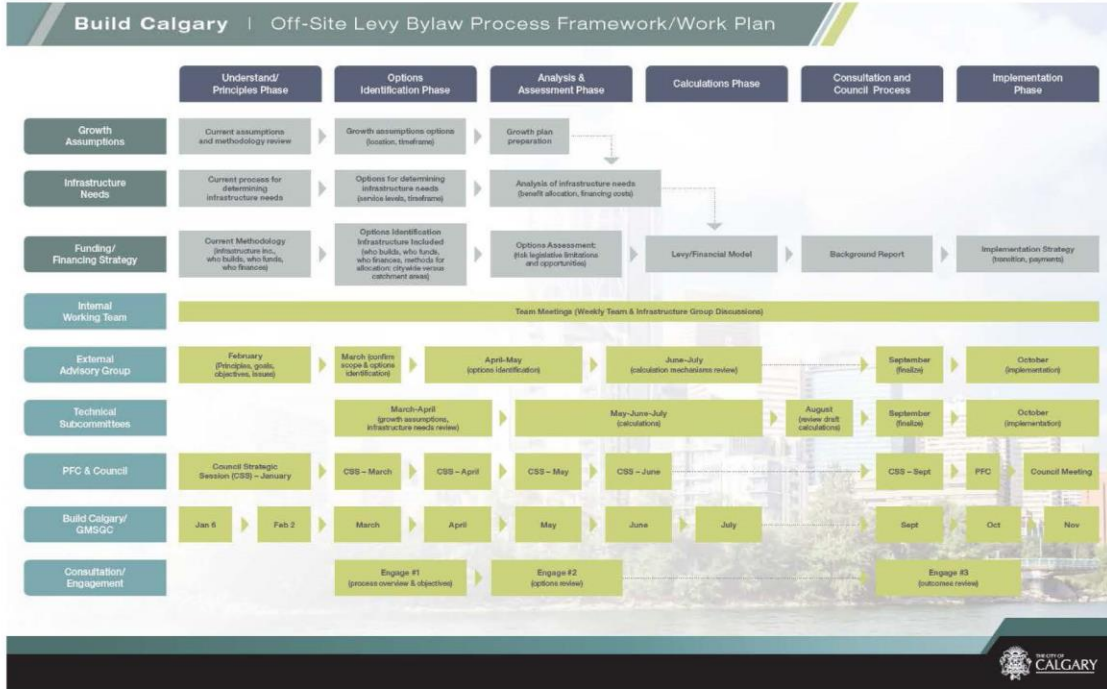 Build Calgary | Off-Site Levy Bylaw Process Framework/Work Plan
Understand/
Principles Phase
Options
Identification Phase
Analysis &
Assessment Phase
Calculations Phase
Consultation and
Council Process
Implementation
Phase
Growth
Assumptions
Current assumptions
and methodology review
Growth assumptions options
(location, timeframe)
Growth plan
preparation
Infrastructure
Needs
Current process for
determining
infrastructure needs
Options for determining
infrastructure needs
(service levels, timeframe)
Analysis of infrastructure needs
(benefit allocation, financing costs)
Funding/
Financing Strategy
Current Methodology
(infrastructure inc.,
who builds, who funds,
who finances)
Options Identification
Infrastructure Included
(who builds, who funds,
who finances, methods for
allocation: citywide versus
catchment areas)
Options Assessment:
(risk legislative limitations
and opportunities)
Levy/Financial Model
Background Report
Implementation Strategy
(transition, payments)
Internal
Working Team
Team Meetings (Weekly Team & Infrastructure Group Discussions)
External
Advisory Group
February
(Principles, goals,
objectives, issues)
March (confirm
scope & options
identification)
April-May
(options identification)
June-July
(calculation mechanisms review)
September
(finalize)
October
(implementation)
Technical
Subcommittees
March-April
(growth assumptions,
infrastructure needs review)
May-June-July
(calculations)
August
(review draft
calculations)
September
(finalize)
October
(implementation)
PFC & Council
Council Strategic
Session (CSS) – January
CSS – March
CSS – April
CSS – May
CSS – June
CSS – Sept
PFC
Council Meeting
Build Calgary/
GMSGC
Jan 6
Feb 2
March
April
May
June
July
Sept
Oct
Nov
Consultation/
Engagement
Engage #1
(process overview & objectives)
Engage #2
(options review)
Engage #3
(outcomes review)
THE CITY OF
CALGARY